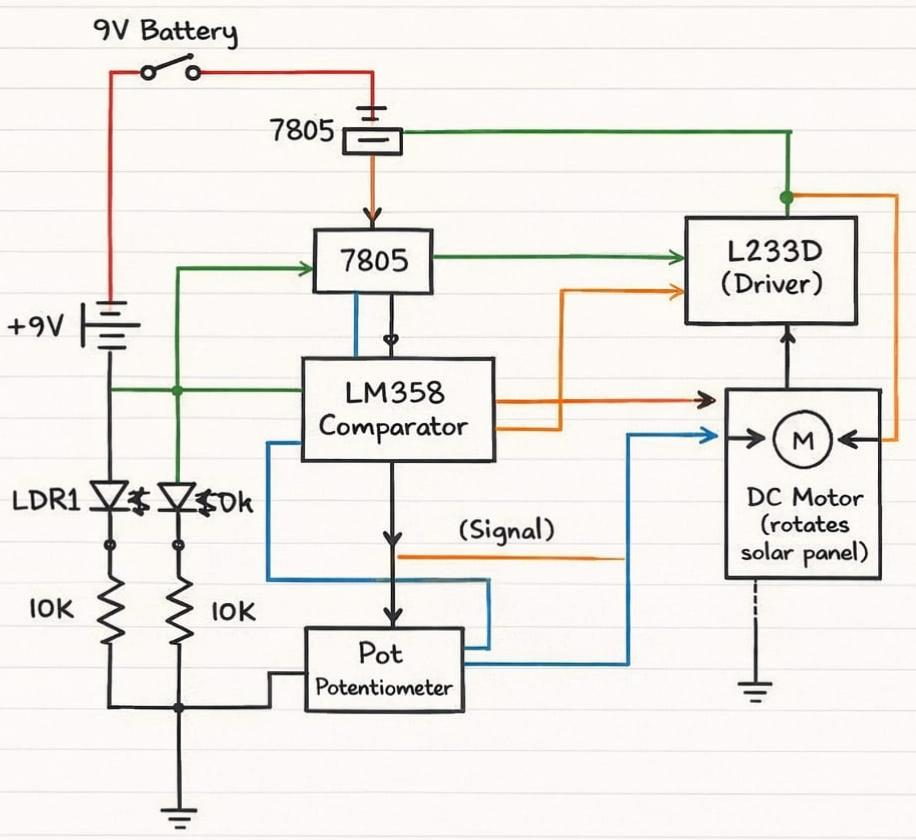 9V Battery
7805
7805
L233D
(Driver)
+9V
LM358
Comparator
M
LDR1
DC Motor
(rotates
solar panel)
(Signal)
10K
10K
Pot
Potentiometer